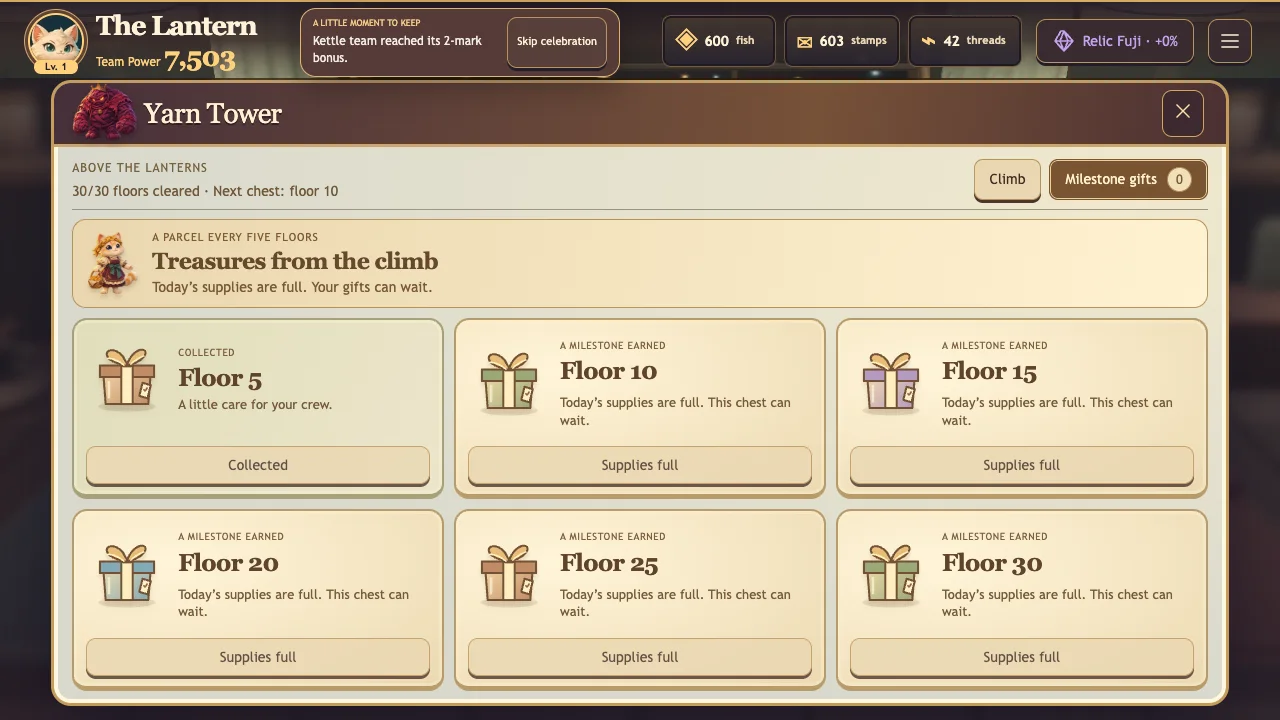 The Lantern
Team Power 7,503
Lv. 1
A LITTLE MOMENT TO KEEP
Kettle team reached its 2-mark
bonus.
Skip celebration
600 fish
603 stamps
42 threads
Relic Fuji · +0%
Yarn Tower
ABOVE THE LANTERNS
30/30 floors cleared · Next chest: floor 10
Climb
Milestone gifts 0
A PARCEL EVERY FIVE FLOORS
Treasures from the climb
Today's supplies are full. Your gifts can wait.
COLLECTED
Floor 5
A little care for your crew.
Collected
A MILESTONE EARNED
Floor 10
Today's supplies are full. This chest can
wait.
Supplies full
A MILESTONE EARNED
Floor 15
Today's supplies are full. This chest can
wait.
Supplies full
A MILESTONE EARNED
Floor 20
Today's supplies are full. This chest can
wait.
Supplies full
A MILESTONE EARNED
Floor 25
Today's supplies are full. This chest can
wait.
Supplies full
A MILESTONE EARNED
Floor 30
Today's supplies are full. This chest can
wait.
Supplies full